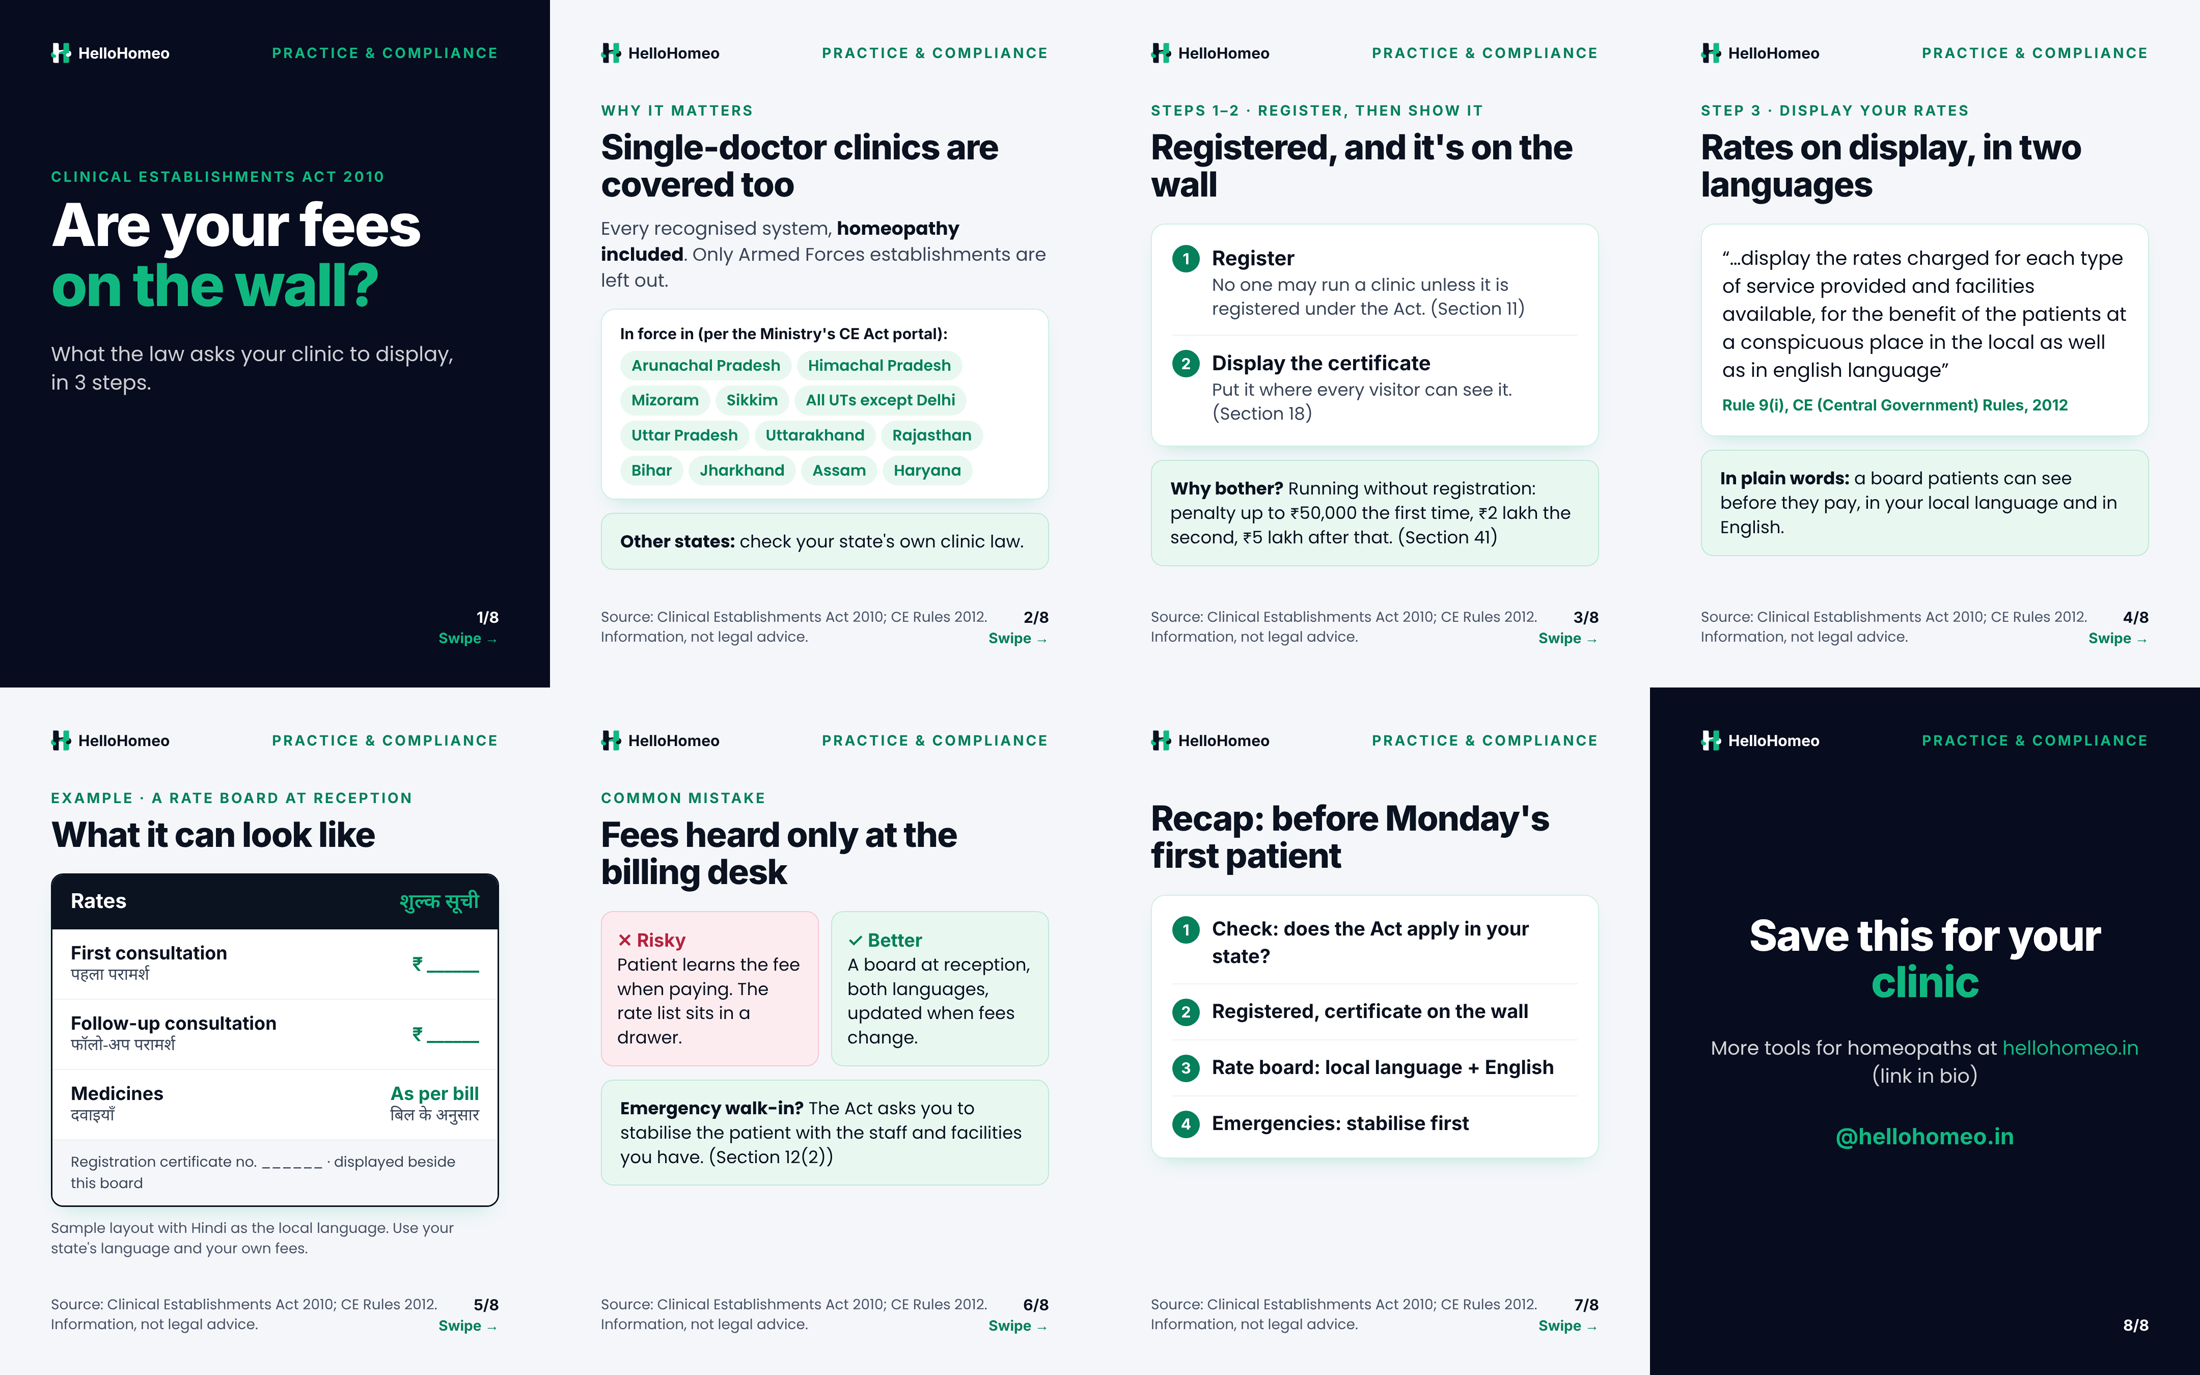 HelloHomeo
PRACTICE & COMPLIANCE
CLINICAL ESTABLISHMENTS ACT 2010
Are your fees
on the wall?
What the law asks your clinic to display,
in 3 steps.
1/8
Swipe →
HelloHomeo
PRACTICE & COMPLIANCE
WHY IT MATTERS
Single-doctor clinics are
covered too
Every recognised system, homeopathy
included. Only Armed Forces establishments are
left out.
In force in (per the Ministry's CE Act portal):
Arunachal Pradesh Himachal Pradesh
Mizoram Sikkim All UTs except Delhi
Uttar Pradesh Uttarakhand Rajasthan
Bihar Jharkhand Assam Haryana
Other states: check your state's own clinic law.
Source: Clinical Establishments Act 2010; CE Rules 2012.
Information, not legal advice.
2/8
Swipe →
HelloHomeo
PRACTICE & COMPLIANCE
STEPS 1–2 · REGISTER, THEN SHOW IT
Registered, and it's on the
wall
1 Register
No one may run a clinic unless it is
registered under the Act. (Section 11)
2 Display the certificate
Put it where every visitor can see it.
(Section 18)
Why bother? Running without registration:
penalty up to ₹50,000 the first time, ₹2 lakh the
second, ₹5 lakh after that. (Section 41)
Source: Clinical Establishments Act 2010; CE Rules 2012.
Information, not legal advice.
3/8
Swipe →
HelloHomeo
PRACTICE & COMPLIANCE
STEP 3 · DISPLAY YOUR RATES
Rates on display, in two
languages
“…display the rates charged for each type
of service provided and facilities
available, for the benefit of the patients at
a conspicuous place in the local as well
as in english language”
Rule 9(i), CE (Central Government) Rules, 2012
In plain words: a board patients can see
before they pay, in your local language and in
English.
Source: Clinical Establishments Act 2010; CE Rules 2012.
Information, not legal advice.
4/8
Swipe →
HelloHomeo
PRACTICE & COMPLIANCE
EXAMPLE · A RATE BOARD AT RECEPTION
What it can look like
Rates शुल्क सूची
First consultation
पहला परामर्श
₹ _____
Follow-up consultation
फॉलो-अप परामर्श
₹ _____
Medicines As per bill
दवाइयाँ बिल के अनुसार
Registration certificate no. ______ · displayed beside
this board
Sample layout with Hindi as the local language. Use your
state's language and your own fees.
Source: Clinical Establishments Act 2010; CE Rules 2012.
Information, not legal advice.
5/8
Swipe →
HelloHomeo
PRACTICE & COMPLIANCE
COMMON MISTAKE
Fees heard only at the
billing desk
✕ Risky
Patient learns the fee
when paying. The
rate list sits in a
drawer.
✓ Better
A board at reception,
both languages,
updated when fees
change.
Emergency walk-in? The Act asks you to
stabilise the patient with the staff and facilities
you have. (Section 12(2))
Source: Clinical Establishments Act 2010; CE Rules 2012.
Information, not legal advice.
6/8
Swipe →
HelloHomeo
PRACTICE & COMPLIANCE
Recap: before Monday's
first patient
1 Check: does the Act apply in your
state?
2 Registered, certificate on the wall
3 Rate board: local language + English
4 Emergencies: stabilise first
Source: Clinical Establishments Act 2010; CE Rules 2012.
Information, not legal advice.
7/8
Swipe →
HelloHomeo
PRACTICE & COMPLIANCE
Save this for your
clinic
More tools for homeopaths at hellohomeo.in
(link in bio)
@hellohomeo.in
8/8